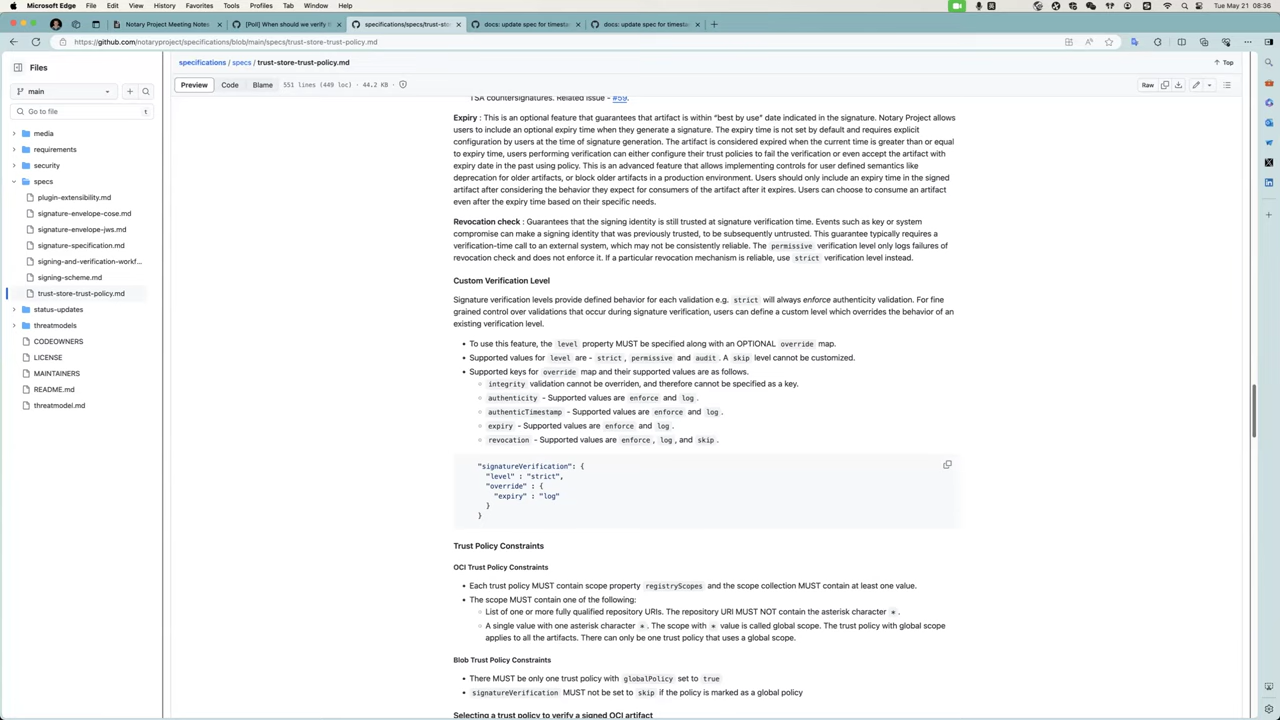 Microsoft Edge File Edit View History Favorites Tools Profiles Tab Window Help Tue May 21 08:36
Notary Project Meeting Notes
[Poll] When should we verify t
specifications/specs/trust-stor
docs: update spec for timesta
docs: update spec for timesta
https://github.com/notaryproject/specifications/blob/main/specs/trust-store-trust-policy.md
Files
main
Go to file
t
media
requirements
security
specs
plugin-extensibility.md
signature-envelope-cose.md
signature-envelope-jws.md
signature-specification.md
signing-and-verification-workf...
signing-scheme.md
trust-store-trust-policy.md
status-updates
threatmodels
CODEOWNERS
LICENSE
MAINTAINERS
README.md
threatmodel.md
specifications / specs / trust-store-trust-policy.md
Top
Preview Code Blame 551 lines (449 loc) · 44.2 KB
Raw
TSA countersignatures. Related issue - #59.
Expiry : This is an optional feature that guarantees that artifact is within “best by use” date indicated in the signature. Notary Project allows
users to include an optional expiry time when they generate a signature. The expiry time is not set by default and requires explicit
configuration by users at the time of signature generation. The artifact is considered expired when the current time is greater than or equal
to expiry time, users performing verification can either configure their trust policies to fail the verification or even accept the artifact with
expiry date in the past using policy. This is an advanced feature that allows implementing controls for user defined semantics like
deprecation for older artifacts, or block older artifacts in a production environment. Users should only include an expiry time in the signed
artifact after considering the behavior they expect for consumers of the artifact after it expires. Users can choose to consume an artifact
even after the expiry time based on their specific needs.
Revocation check : Guarantees that the signing identity is still trusted at signature verification time. Events such as key or system
compromise can make a signing identity that was previously trusted, to be subsequently untrusted. This guarantee typically requires a
verification-time call to an external system, which may not be consistently reliable. The permissive verification level only logs failures of
revocation check and does not enforce it. If a particular revocation mechanism is reliable, use strict verification level instead.
Custom Verification Level
Signature verification levels provide defined behavior for each validation e.g. strict will always enforce authenticity validation. For fine
grained control over validations that occur during signature verification, users can define a custom level which overrides the behavior of an
existing verification level.
To use this feature, the level property MUST be specified along with an OPTIONAL override map.
Supported values for level are - strict, permissive and audit. A skip level cannot be customized.
Supported keys for override map and their supported values are as follows.
integrity validation cannot be overriden, and therefore cannot be specified as a key.
authenticity - Supported values are enforce and log.
authenticTimestamp - Supported values are enforce and log.
expiry - Supported values are enforce and log.
revocation - Supported values are enforce, log, and skip.
"signatureVerification": {
"level" : "strict",
"override" : {
"expiry" : "log"
}
}
Trust Policy Constraints
OCI Trust Policy Constraints
Each trust policy MUST contain scope property registryScopes and the scope collection MUST contain at least one value.
The scope MUST contain one of the following:
List of one or more fully qualified repository URIs. The repository URI MUST NOT contain the asterisk character *.
A single value with one asterisk character *. The scope with * value is called global scope. The trust policy with global scope
applies to all the artifacts. There can only be one trust policy that uses a global scope.
Blob Trust Policy Constraints
There MUST be only one trust policy with globalPolicy set to true
signatureVerification MUST not be set to skip if the policy is marked as a global policy
Selecting a trust policy to verify a signed OCI artifact